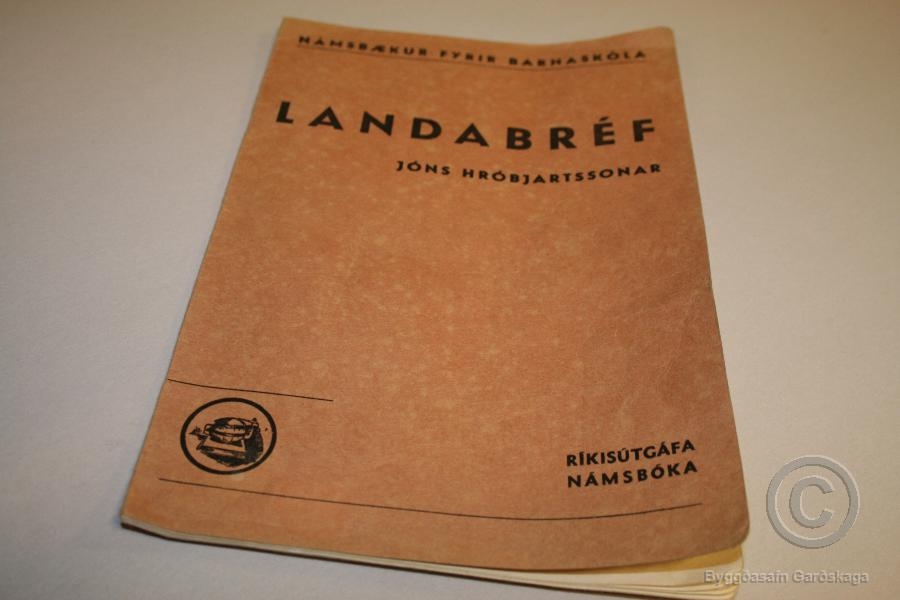 NÁMSBÆKUR FYRIR BARNASKÓLA
LANDABRÉF
JÓNS HRÓBJARTSSONAR
RÍKISÚTGÁFA
NÁMSBÓKA
©
Byggðasafn Garðskaga